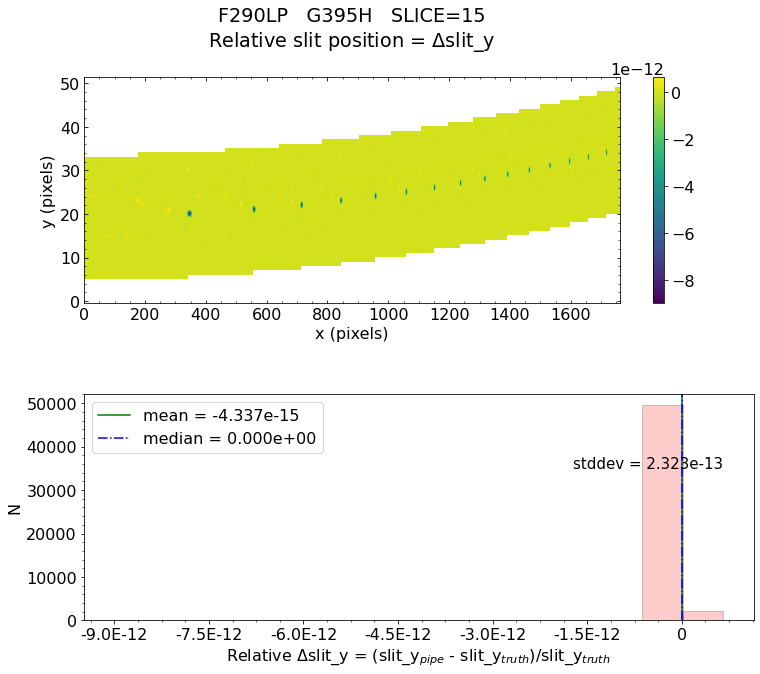 F290LP G395H SLICE=15
Relative slit position = Δslit_y
1e−12
50
40
30
20
10
0
y (pixels)
0 200 400 600 800 1000 1200 1400 1600
x (pixels)
0
−2
−4
−6
−8
mean = -4.337e-15
median = 0.000e+00
stddev = 2.323e-13
50000
40000
30000
20000
10000
0
N
-9.0E-12 -7.5E-12 -6.0E-12 -4.5E-12 -3.0E-12 -1.5E-12 0
Relative Δslit_y = (slit_y_pipe - slit_y_truth)/slit_y_truth